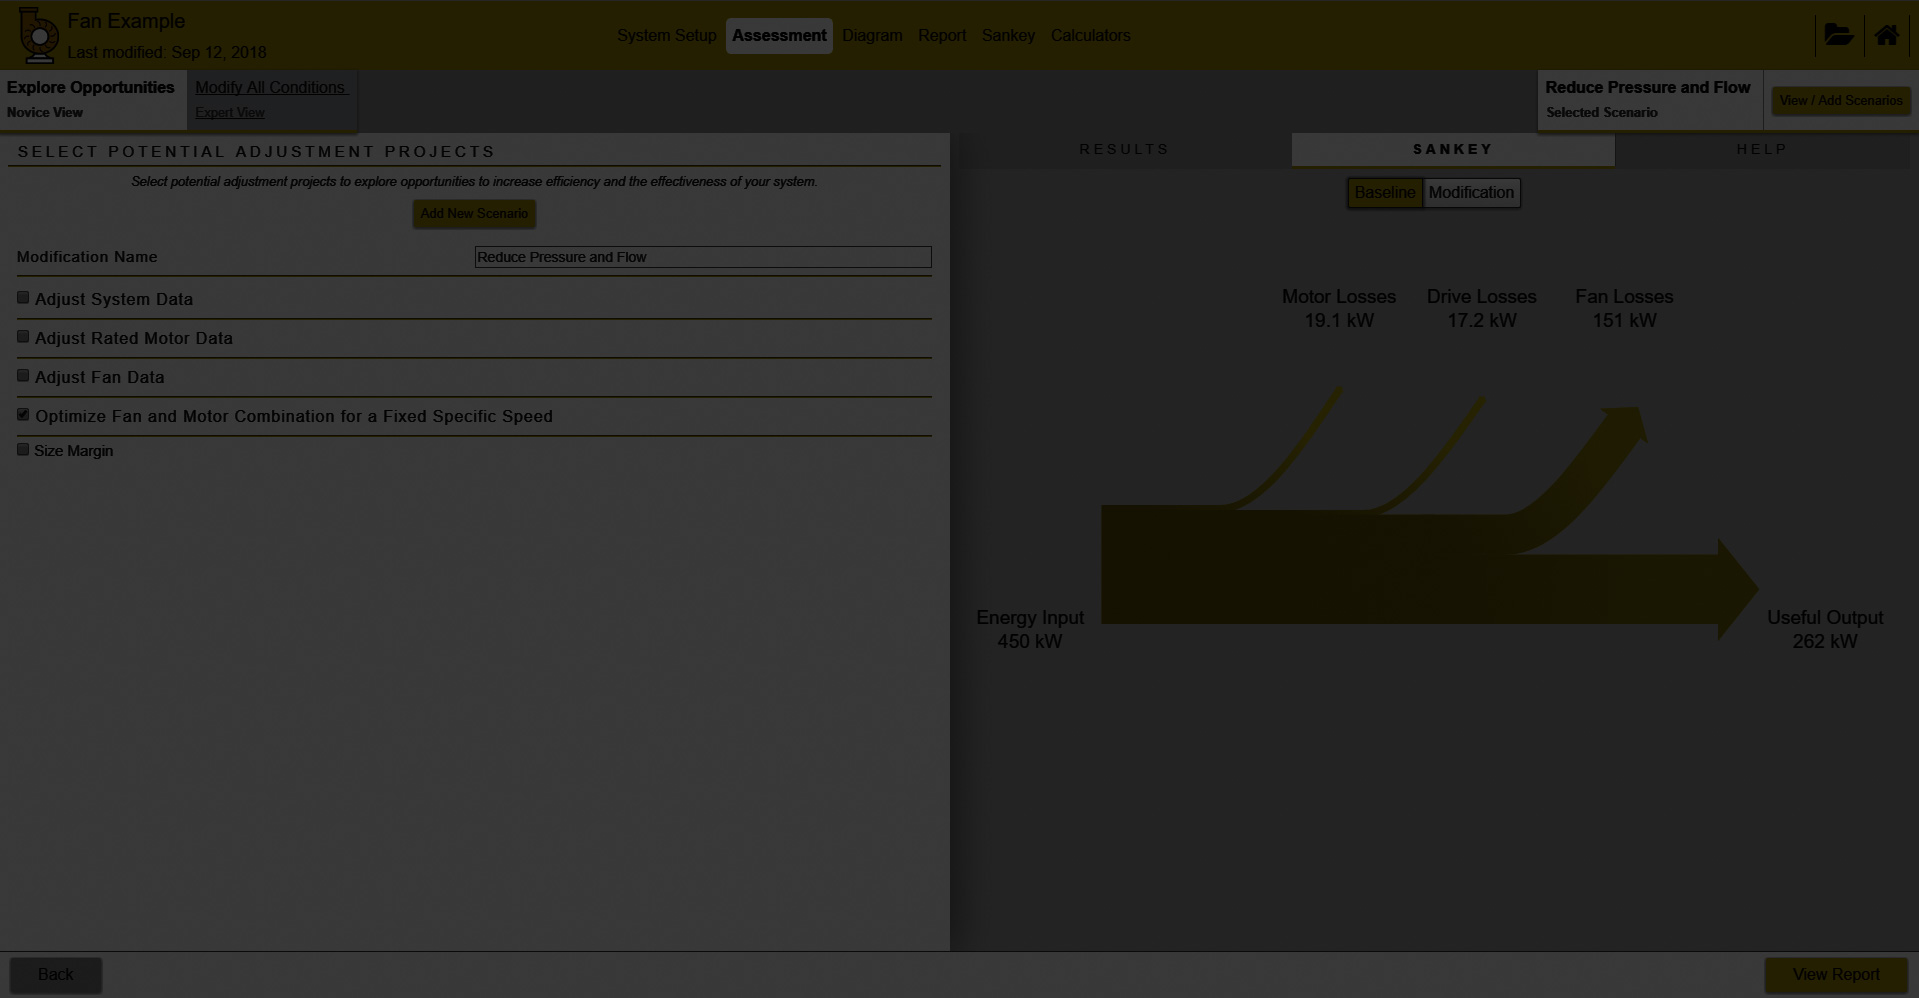 Fan Example
Last modified: Sep 12, 2018
System Setup Assessment Diagram Report Sankey Calculators
Explore Opportunities
Novice View
Modify All Conditions
Expert View
Reduce Pressure and Flow
Selected Scenario
View / Add Scenarios
SELECT POTENTIAL ADJUSTMENT PROJECTS
Select potential adjustment projects to explore opportunities to increase efficiency and the effectiveness of your system.
Add New Scenario
Modification Name
Reduce Pressure and Flow
Adjust System Data
Adjust Rated Motor Data
Adjust Fan Data
Optimize Fan and Motor Combination for a Fixed Specific Speed
Size Margin
RESULTS SANKEY HELP
Baseline Modification
Motor Losses
19.1 kW
Drive Losses
17.2 kW
Fan Losses
151 kW
Energy Input
450 kW
Useful Output
262 kW
Back
View Report